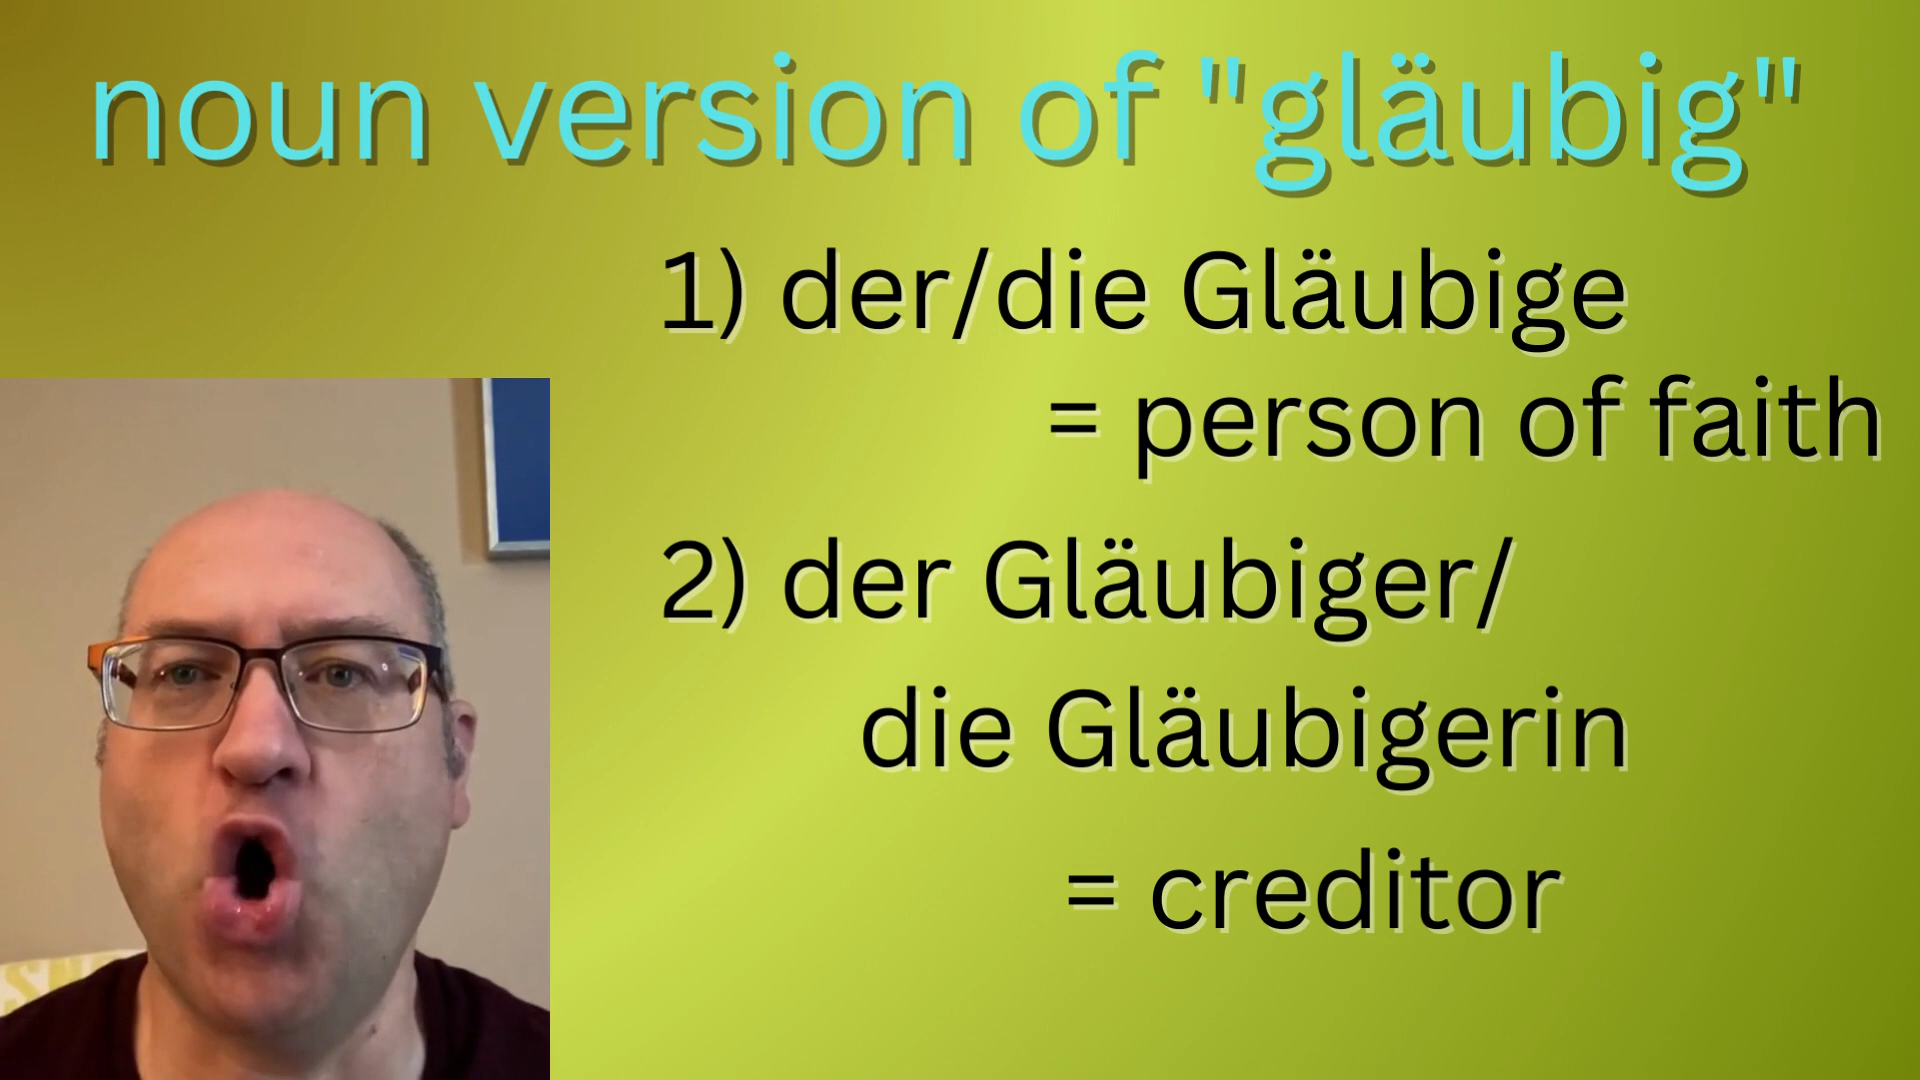 noun version of "gläubig"
1) der/die Gläubige
= person of faith
2) der Gläubiger/
die Gläubigerin
= creditor